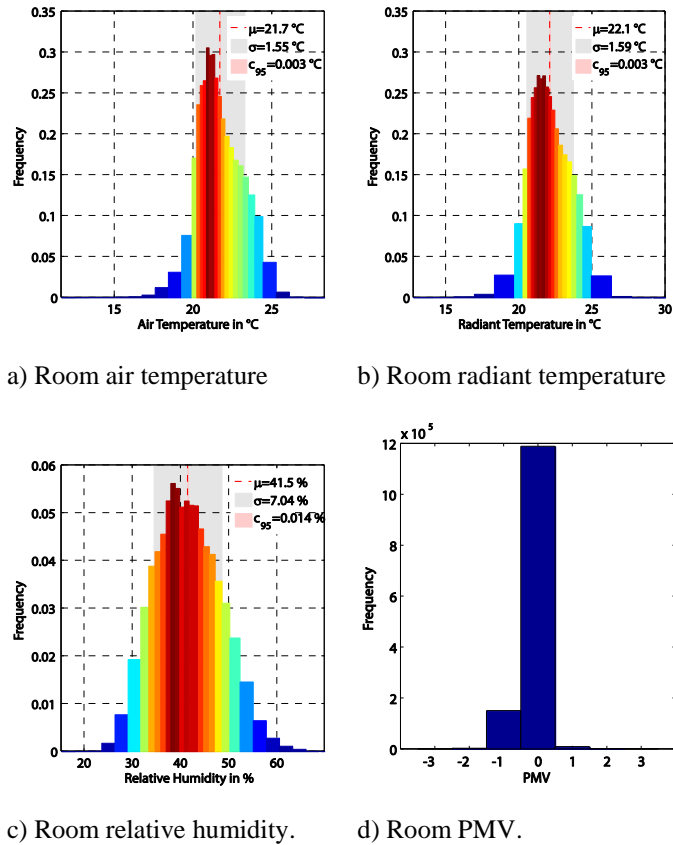 0.35
0.3
0.25
0.2
0.15
0.1
0.05
0
Frequency
μ=21.7 °C
σ=1.55 °C
c95=0.003 °C
15
20
25
Air Temperature in °C
0.35
0.3
0.25
0.2
0.15
0.1
0.05
0
Frequency
μ=22.1 °C
σ=1.59 °C
c95=0.003 °C
15
20
25
30
Radiant Temperature in °C
a) Room air temperature
b) Room radiant temperature
0.06
0.05
0.04
0.03
0.02
0.01
0
Frequency
μ=41.5 %
σ=7.04 %
c95=0.014 %
20
30
40
50
60
Relative Humidity in %
x 10^5
12
10
8
6
4
2
0
Frequency
-3
-2
-1
0
1
2
3
PMV
c) Room relative humidity.
d) Room PMV.